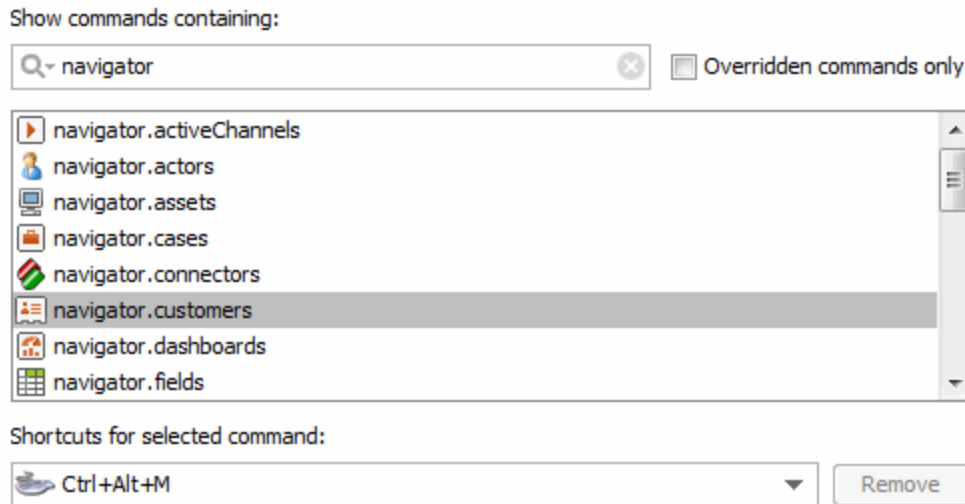 Show commands containing:
navigator
Overridden commands only
navigator.activeChannels
navigator.actors
navigator.assets
navigator.cases
navigator.connectors
navigator.customers
navigator.dashboards
navigator.fields
Shortcuts for selected command:
Ctrl+Alt+M
Remove